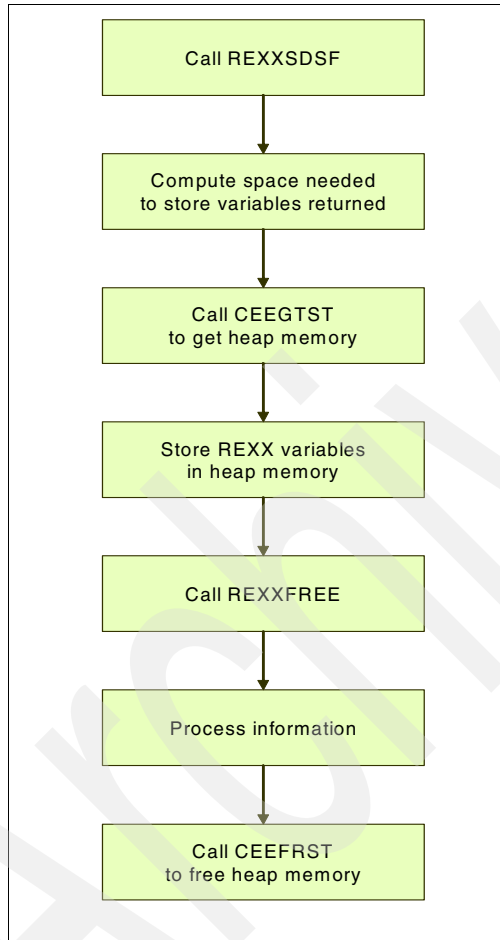 Call REXXSDSF
Compute space needed
to store variables returned
Call CEEGTST
to get heap memory
Store REXX variables
in heap memory
Call REXXFREE
Process information
Call CEEFRST
to free heap memory